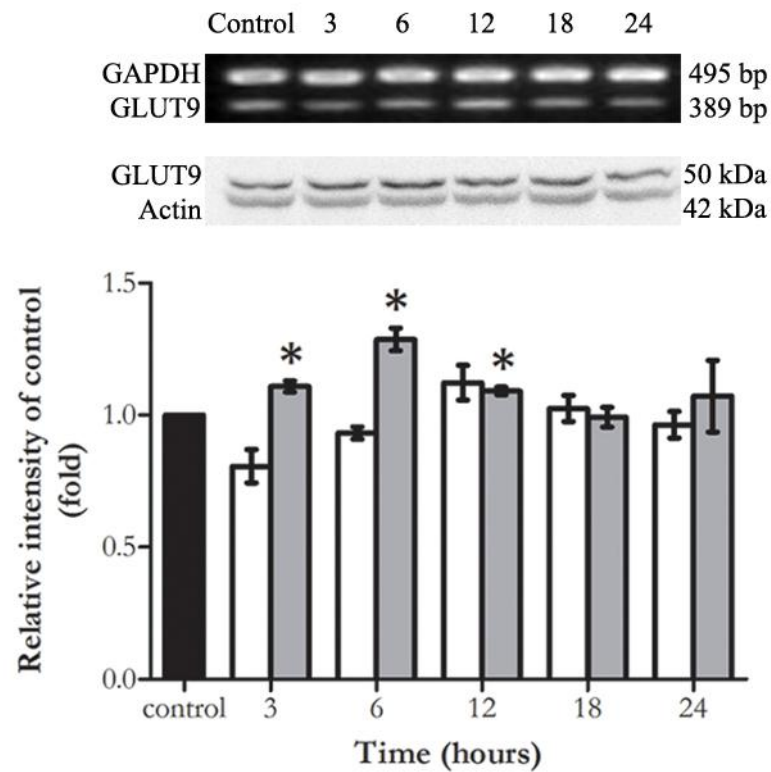 Control 3 6 12 18 24
GAPDH 495 bp
GLUT9 389 bp
GLUT9 50 kDa
Actin 42 kDa
Relative intensity of control
(fold)
1.5
1.0
0.5
0.0
* * *
control 3 6 12 18 24
Time (hours)